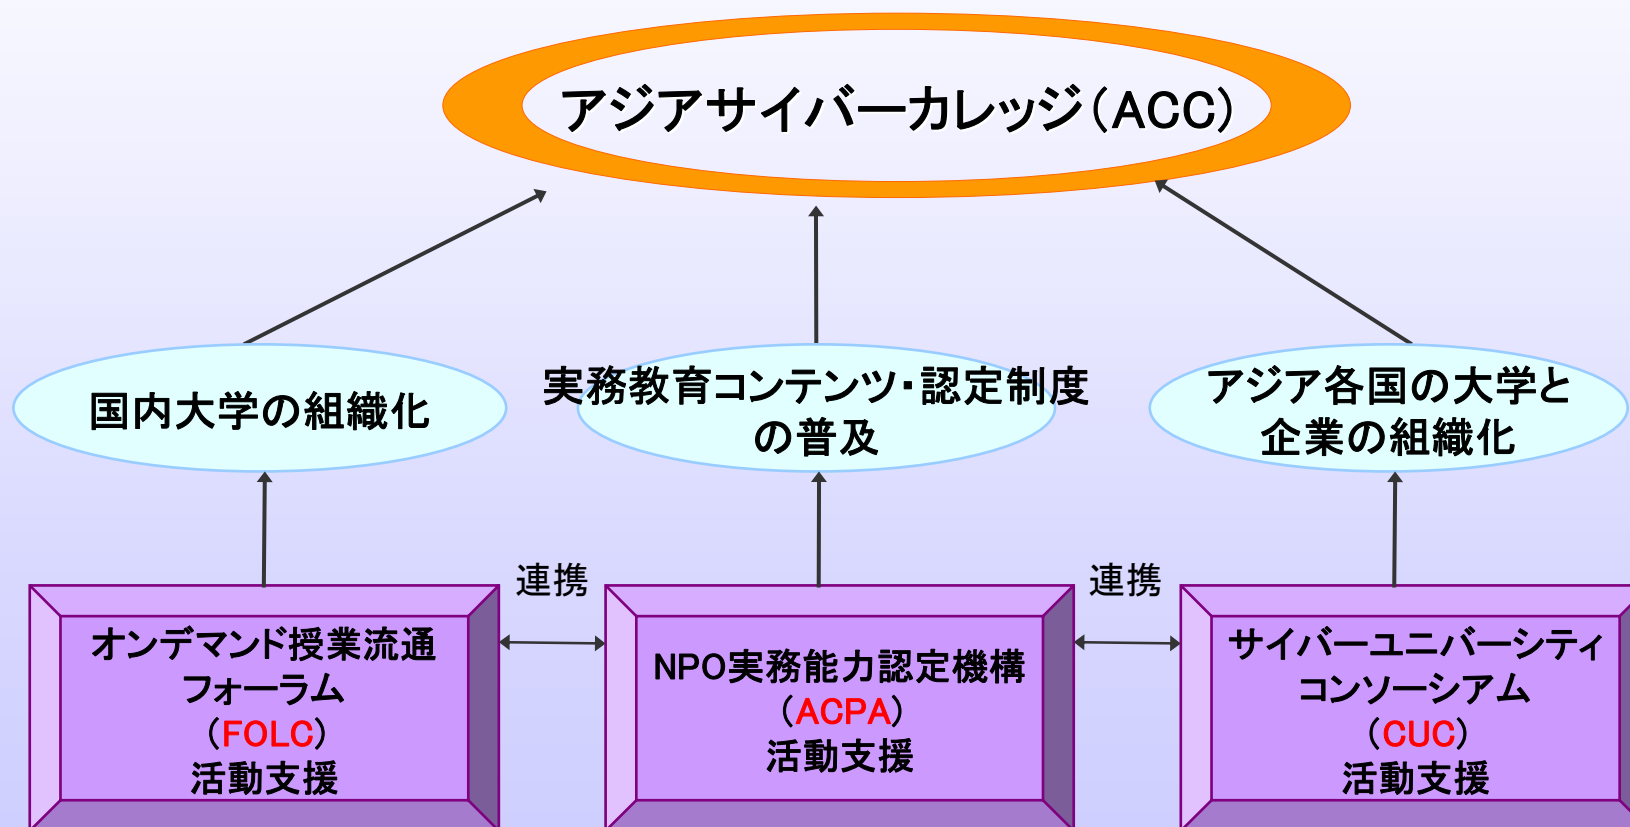 アジアサイバーカレッジ（ACC）
国内大学の組織化
実務教育コンテンツ・認定制度
の普及
アジア各国の大学と
企業の組織化
連携
連携
オンデマンド授業流通
フォーラム
（FOLC）
活動支援
NPO実務能力認定機構
（ACPA）
活動支援
サイバーユニバーシティ
コンソーシアム
（CUC）
活動支援